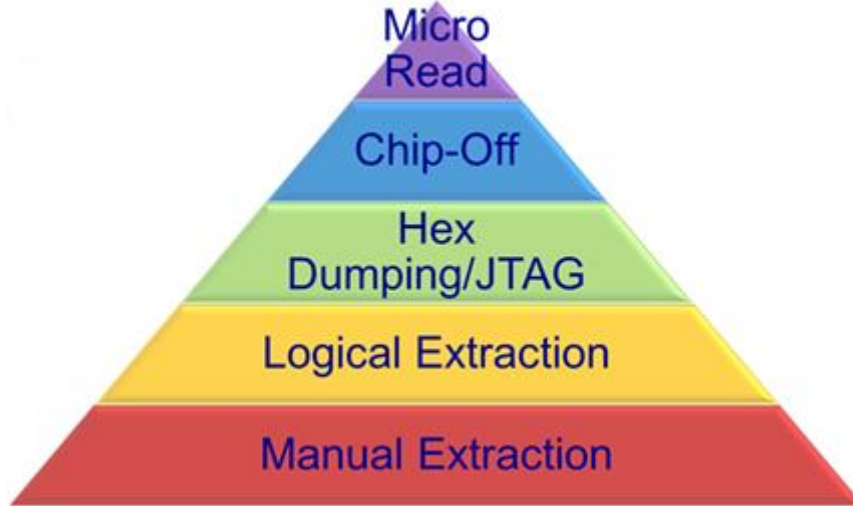 Micro
Read
Chip-Off
Hex
Dumping/JTAG
Logical Extraction
Manual Extraction